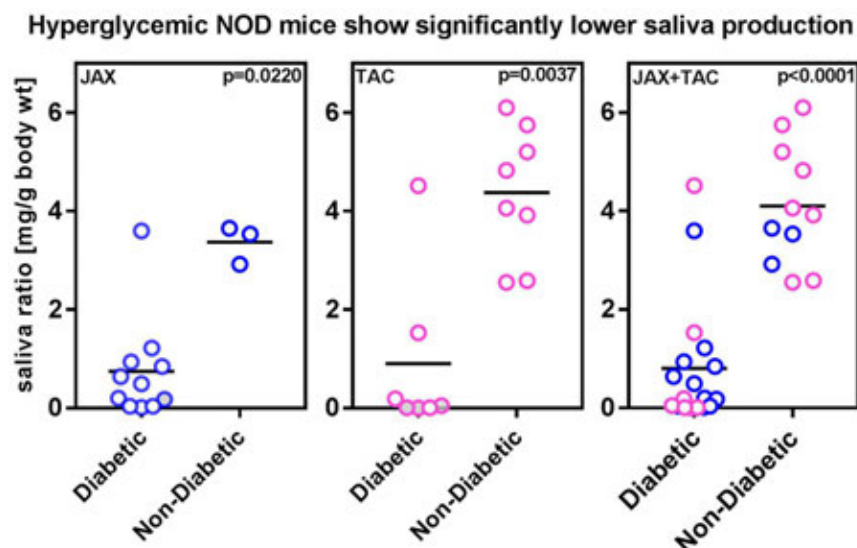 Hyperglycemic NOD mice show significantly lower saliva production
saliva ratio [mg/g body wt]
JAX p=0.0220
6
4
2
0
Diabetic
Non-Diabetic
TAC p=0.0037
6
4
2
0
Diabetic
Non-Diabetic
JAX+TAC p<0.0001
6
4
2
0
Diabetic
Non-Diabetic